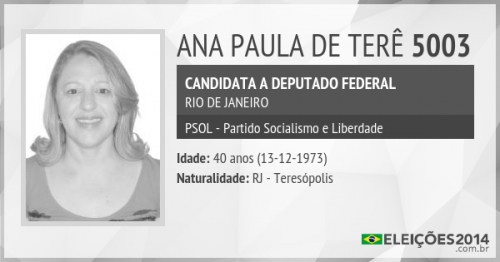 ANA PAULA DE TERÊ 5003
CANDIDATA A DEPUTADO FEDERAL
RIO DE JANEIRO
PSOL - Partido Socialismo e Liberdade
Idade: 40 anos (13-12-1973)
Naturalidade: RJ - Teresópolis
ELEIÇÕES2014
.com.br